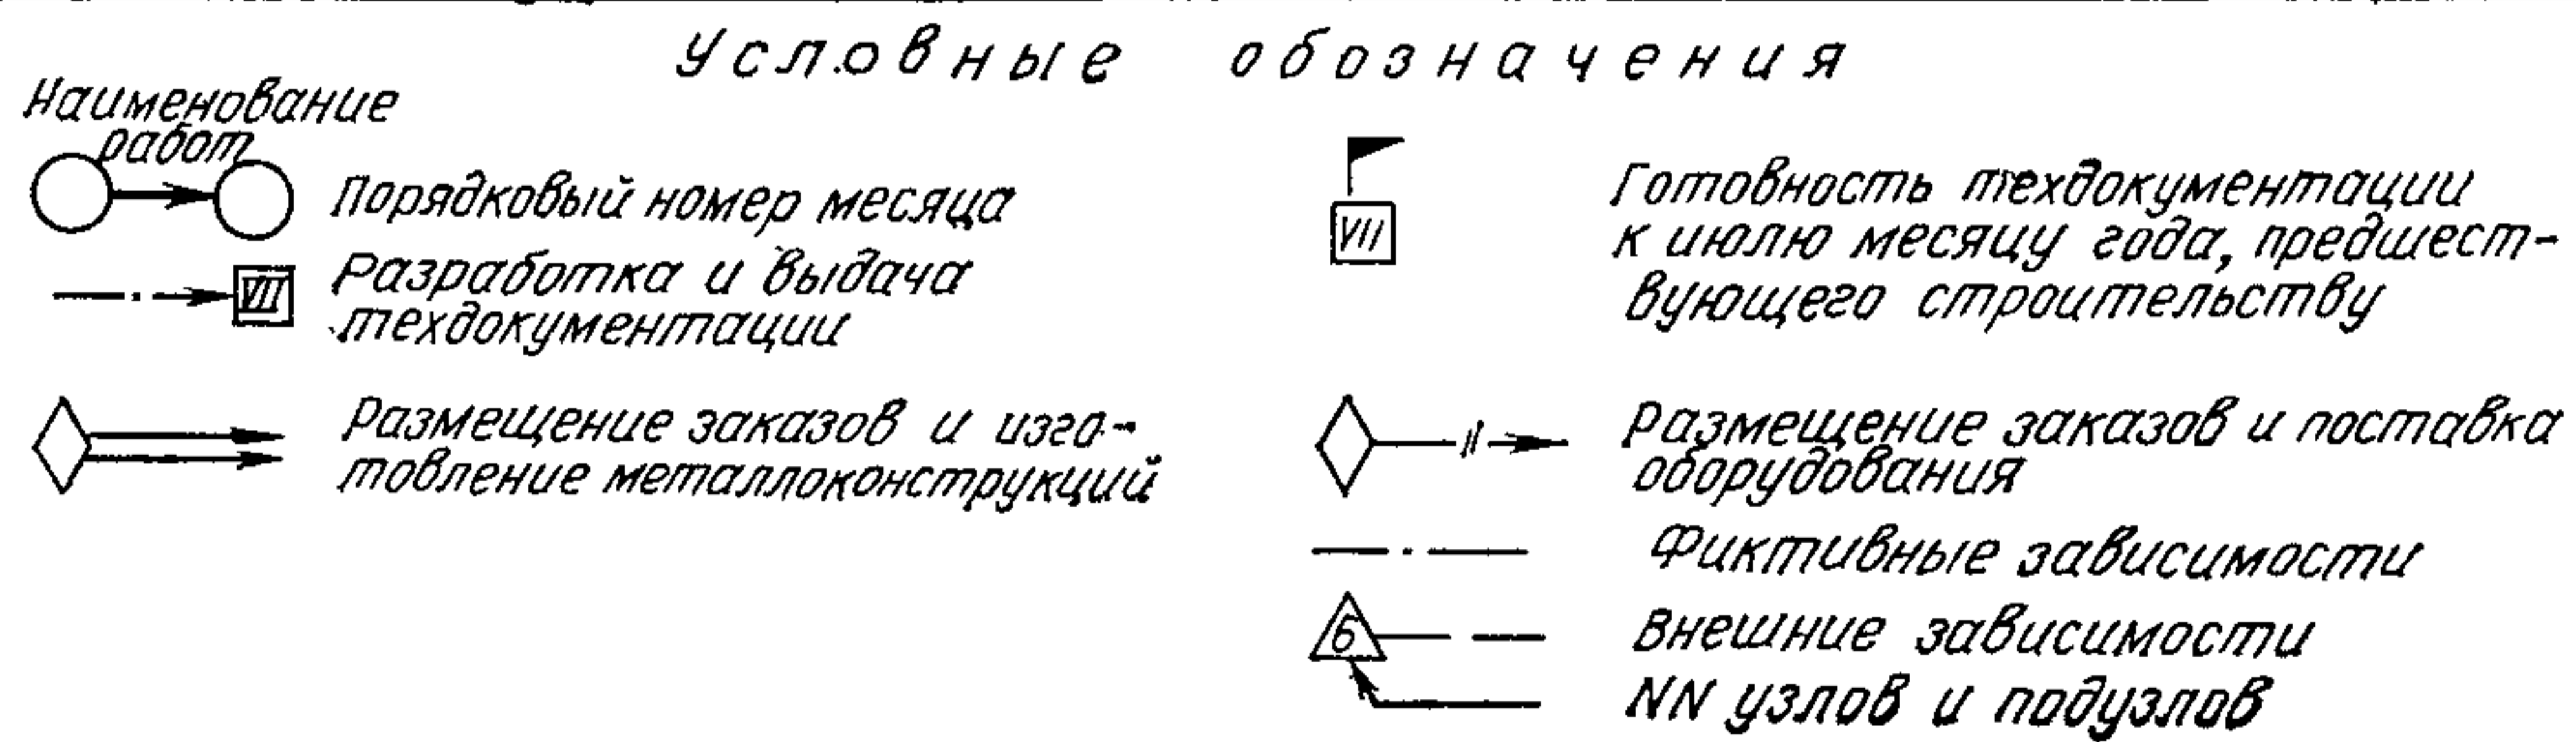 Условные обозначения
Наименование
работ
Порядковый номер месяца
VII
Разработка и выдача
техдокументации
Размещение заказов и изго-
товление металлоконструкций
VII
Готовность техдокументации
к июлю месяцу года, предшест-
вующего строительству
Размещение заказов и поставка
оборудования
Фиктивные зависимости
6
Внешние зависимости
NN узлов и подузлов